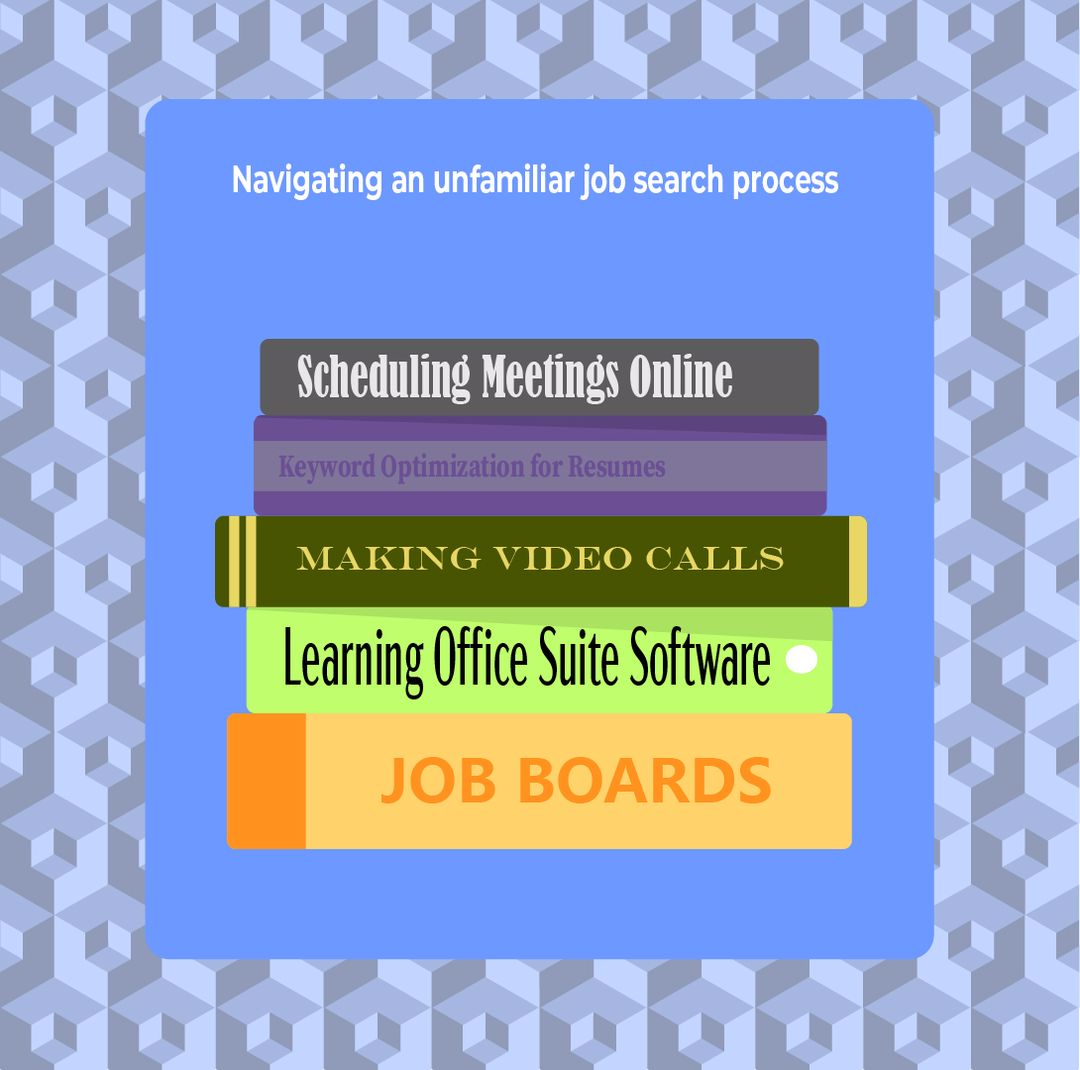 Navigating an unfamiliar job search process
Scheduling Meetings Online
Keyword Optimization for Resumes
MAKING VIDEO CALLS
Learning Office Suite Software
JOB BOARDS